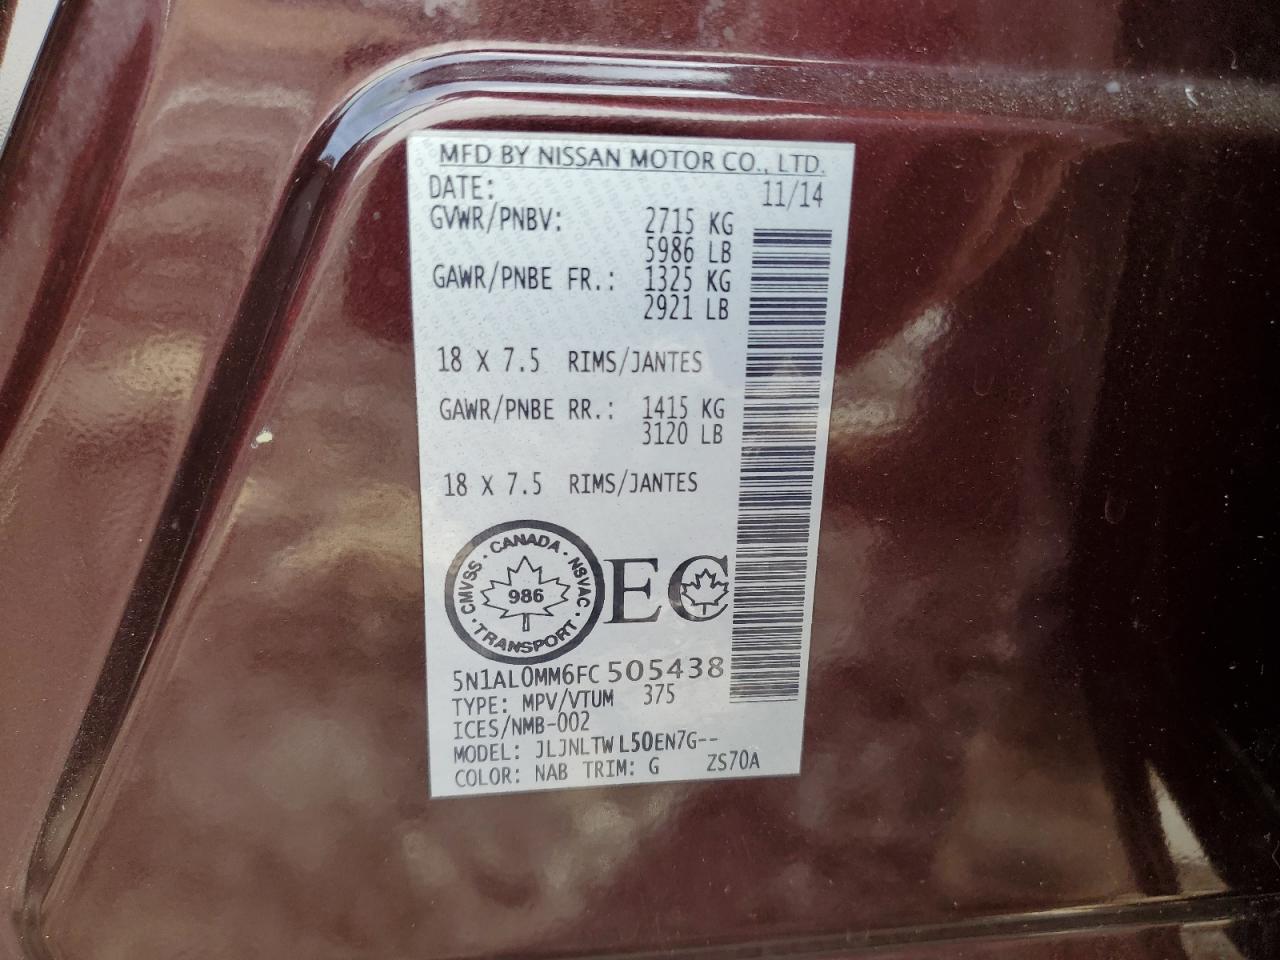 MFD BY NISSAN MOTOR CO., LTD.
DATE: 11/14
GVWR/PNBV: 2715 KG
5986 LB
GAWR/PNBE FR.: 1325 KG
2921 LB
18 X 7.5 RIMS/JANTES
GAWR/PNBE RR.: 1415 KG
3120 LB
18 X 7.5 RIMS/JANTES
CMVSS · CANADA · NSVAC · TRANSPORT ·
986
EC
5N1AL0MM6FC 505438
TYPE: MPV/VTUM 375
ICES/NMB-002
MODEL: JLJNLTWL50EN7G--
COLOR: NAB TRIM: G ZS70A